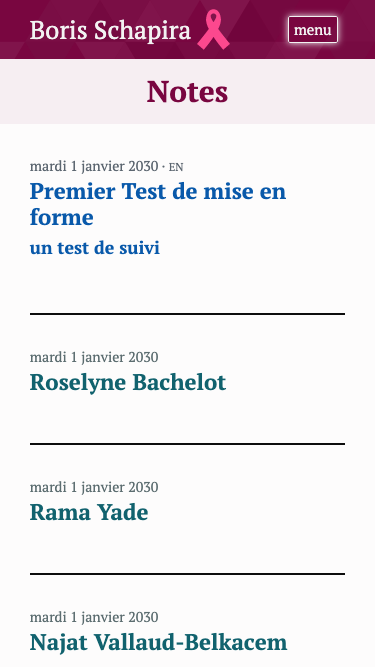 Boris Schapira
menu
Notes
mardi 1 janvier 2030 · EN
Premier Test de mise en
forme
un test de suivi
mardi 1 janvier 2030
Roselyne Bachelot
mardi 1 janvier 2030
Rama Yade
mardi 1 janvier 2030
Najat Vallaud-Belkacem